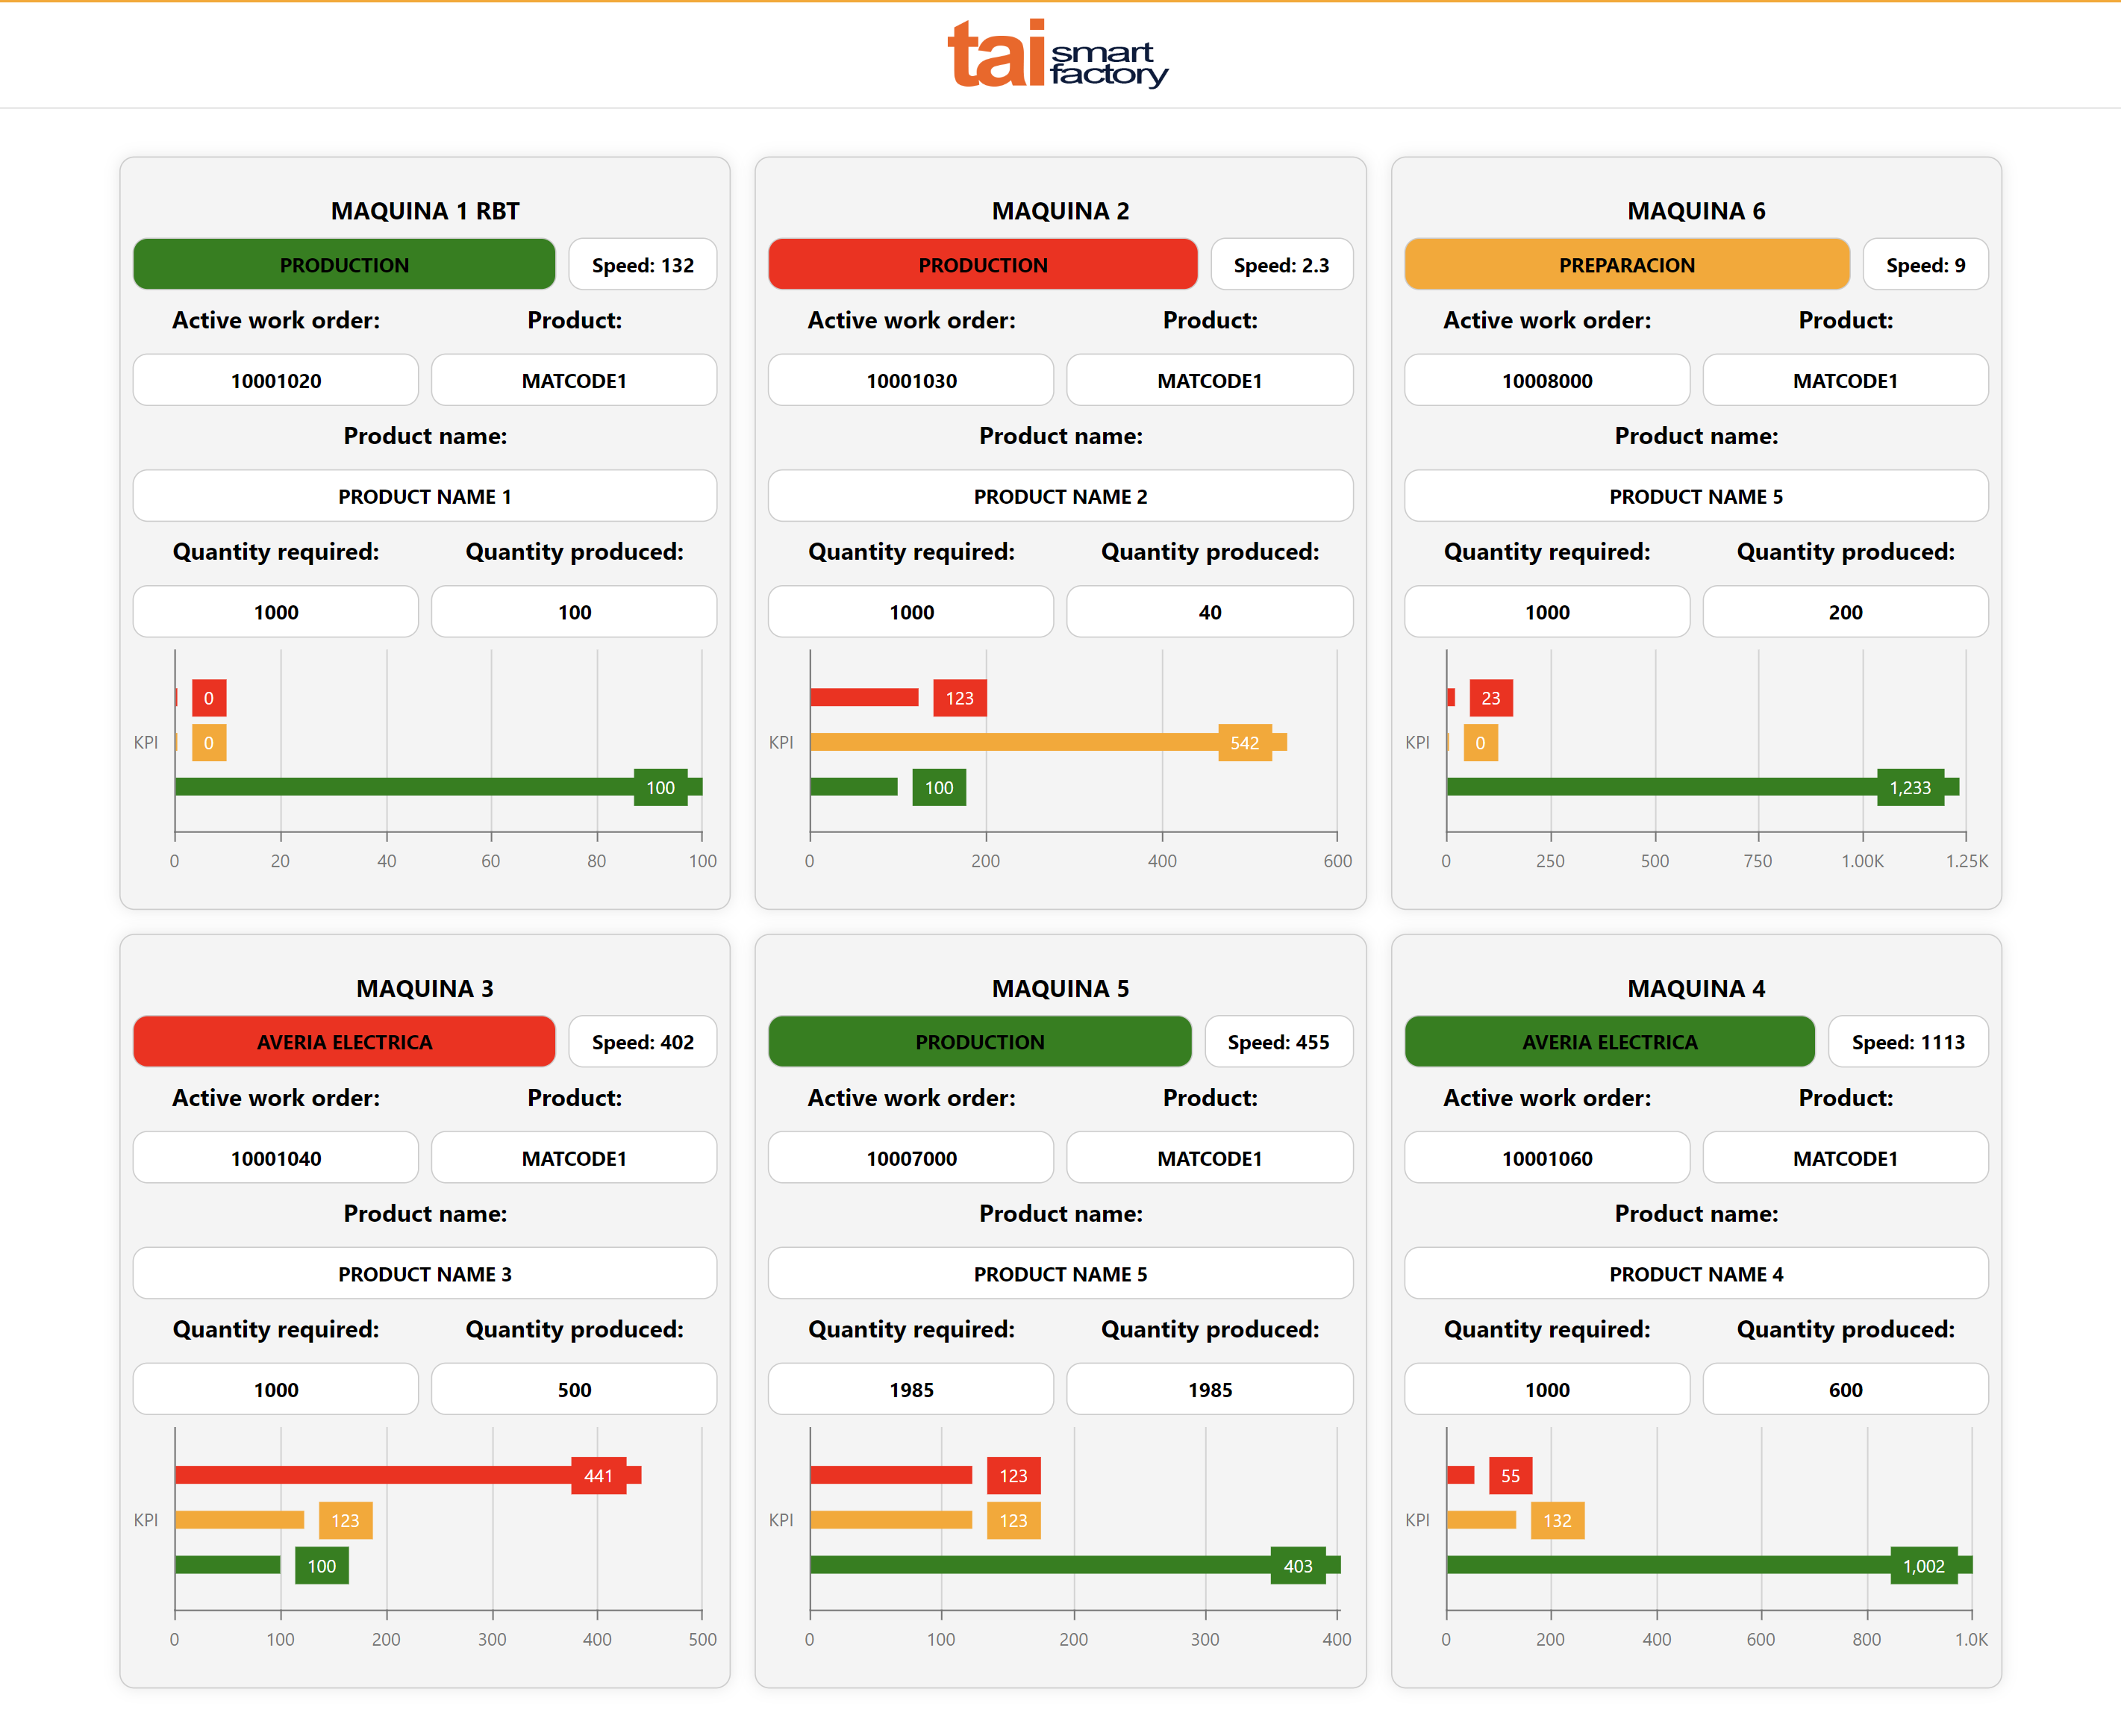 tai smart factory
MAQUINA 1 RBT
PRODUCTION
Speed: 132
Active work order:
Product:
10001020
MATCODE1
Product name:
PRODUCT NAME 1
Quantity required:
Quantity produced:
1000
100
0
0
100
KPI
0 20 40 60 80 100
MAQUINA 2
PRODUCTION
Speed: 2.3
Active work order:
Product:
10001030
MATCODE1
Product name:
PRODUCT NAME 2
Quantity required:
Quantity produced:
1000
40
123
542
100
KPI
0 200 400 600
MAQUINA 6
PREPARACION
Speed: 9
Active work order:
Product:
10008000
MATCODE1
Product name:
PRODUCT NAME 5
Quantity required:
Quantity produced:
1000
200
23
0
1,233
KPI
0 250 500 750 1.00K 1.25K
MAQUINA 3
AVERIA ELECTRICA
Speed: 402
Active work order:
Product:
10001040
MATCODE1
Product name:
PRODUCT NAME 3
Quantity required:
Quantity produced:
1000
500
441
123
100
KPI
0 100 200 300 400 500
MAQUINA 5
PRODUCTION
Speed: 455
Active work order:
Product:
10007000
MATCODE1
Product name:
PRODUCT NAME 5
Quantity required:
Quantity produced:
1985
1985
123
123
403
KPI
0 100 200 300 400
MAQUINA 4
AVERIA ELECTRICA
Speed: 1113
Active work order:
Product:
10001060
MATCODE1
Product name:
PRODUCT NAME 4
Quantity required:
Quantity produced:
1000
600
55
132
1,002
KPI
0 200 400 600 800 1.0K